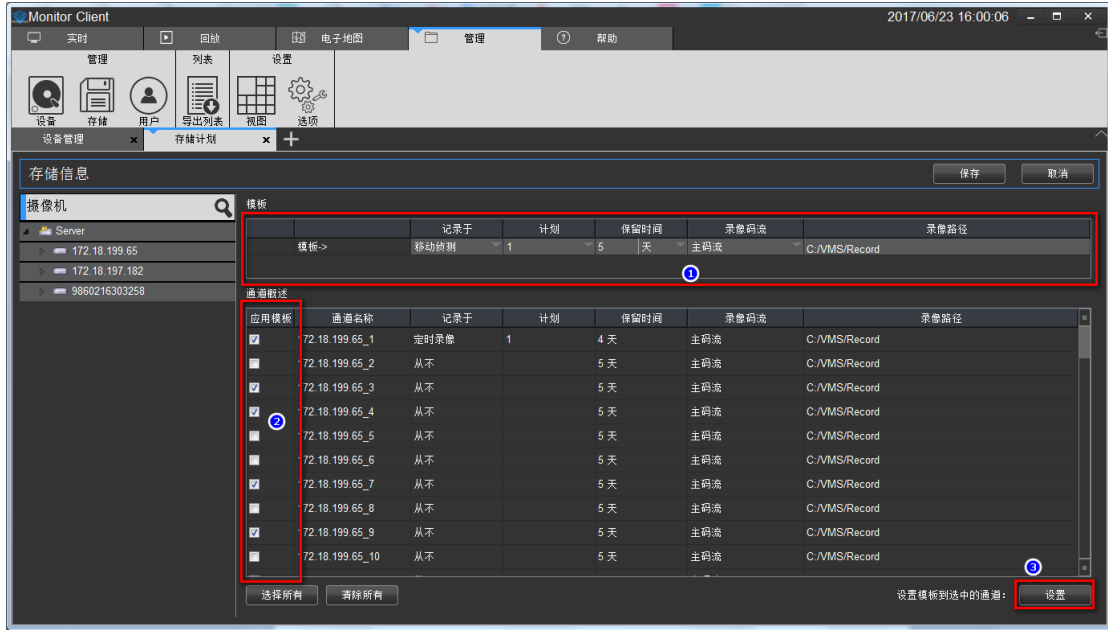 Monitor Client 2017/06/23 16:00:06
实时 回放 电子地图 管理 帮助
管理 列表 设置
设备 存储 用户 导出列表 视图 选项
设备管理 x 存储计划 x +
存储信息 保存 取消
摄像机 模板
Server
172.18.199.65
172.18.197.182
9860216303258
记录于 计划 保留时间 录像码流 录像路径
模板-> 移动侦测 1 5 天 主码流 C:/VMS/Record
1
通道概述
应用模板 通道名称 记录于 计划 保留时间 录像码流 录像路径
172.18.199.65_1 定时录像 1 4 天 主码流 C:/VMS/Record
72.18.199.65_2 从不 5 天 主码流 C:/VMS/Record
72.18.199.65_3 从不 5 天 主码流 C:/VMS/Record
72.18.199.65_4 从不 5 天 主码流 C:/VMS/Record
2
72.18.199.65_5 从不 5 天 主码流 C:/VMS/Record
72.18.199.65_6 从不 5 天 主码流 C:/VMS/Record
72.18.199.65_7 从不 5 天 主码流 C:/VMS/Record
72.18.199.65_8 从不 5 天 主码流 C:/VMS/Record
72.18.199.65_9 从不 5 天 主码流 C:/VMS/Record
72.18.199.65_10 从不 5 天 主码流 C:/VMS/Record
3
选择所有 清除所有 设置模板到选中的通道: 设置